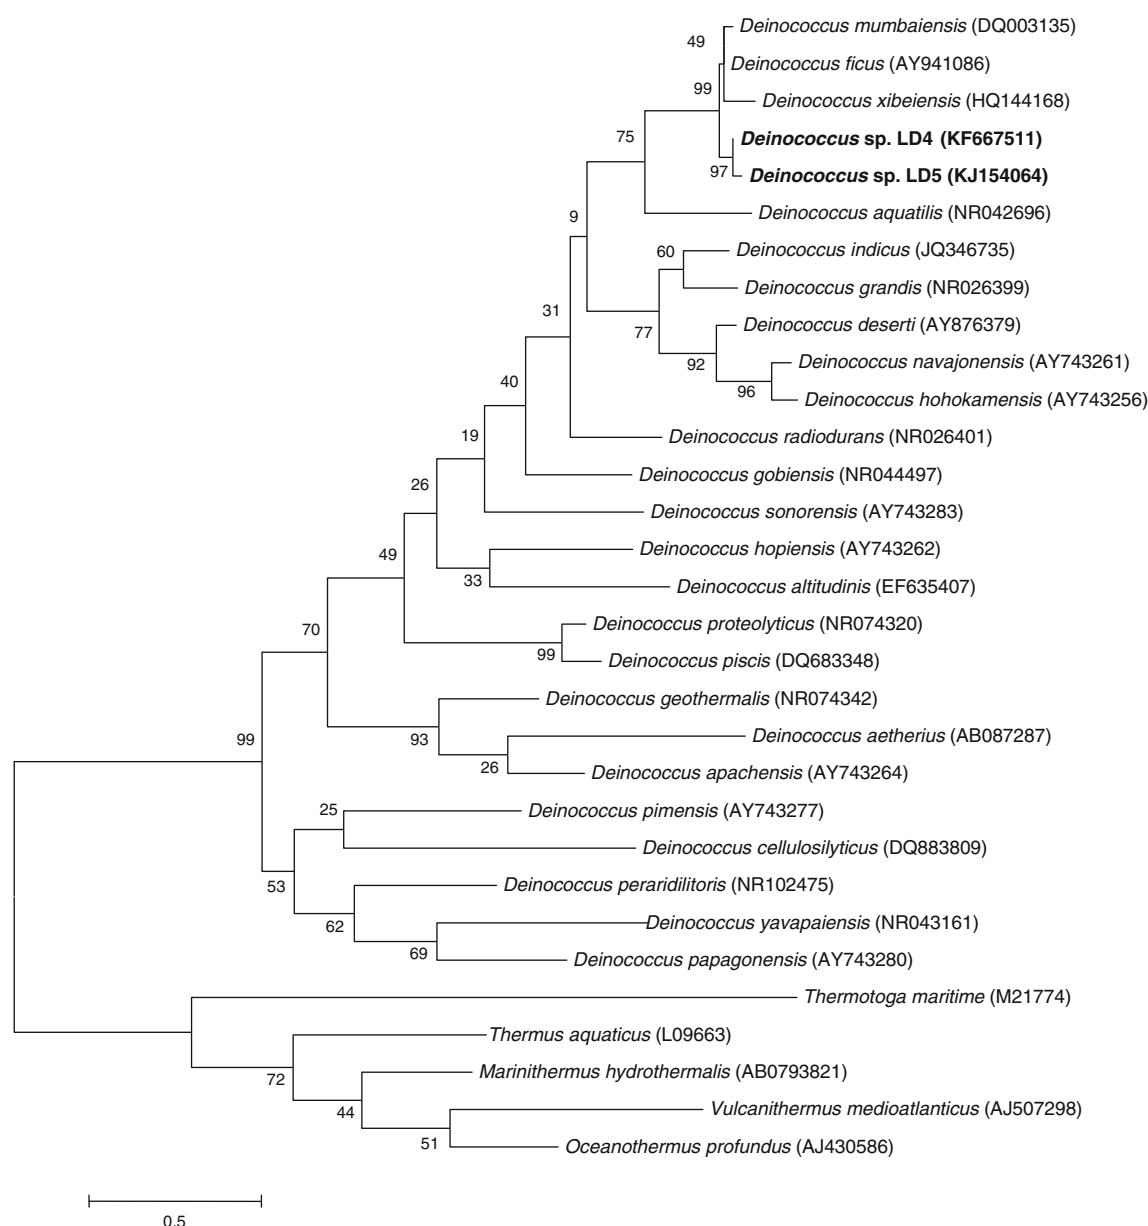 Deinococcus mumbaiensis (DQ003135)
49
Deinococcus ficus (AY941086)
99
Deinococcus xibeiensis (HQ144168)
75
Deinococcus sp. LD4 (KF667511)
97
Deinococcus sp. LD5 (KJ154064)
9
Deinococcus aquatilis (NR042696)
60
Deinococcus indicus (JQ346735)
Deinococcus grandis (NR026399)
31
77
Deinococcus deserti (AY876379)
92
Deinococcus navajonensis (AY743261)
40
96
Deinococcus hohokamensis (AY743256)
19
Deinococcus radiodurans (NR026401)
Deinococcus gobiensis (NR044497)
26
Deinococcus sonorensis (AY743283)
49
Deinococcus hopiensis (AY743262)
33
Deinococcus altitudinis (EF635407)
70
Deinococcus proteolyticus (NR074320)
99
Deinococcus piscis (DQ683348)
Deinococcus geothermalis (NR074342)
99
93
Deinococcus aetherius (AB087287)
26
Deinococcus apachensis (AY743264)
25
Deinococcus pimensis (AY743277)
Deinococcus cellulosilyticus (DQ883809)
53
Deinococcus peraridilitoris (NR102475)
62
Deinococcus yavapaiensis (NR043161)
69
Deinococcus papagonensis (AY743280)
Thermotoga maritime (M21774)
Thermus aquaticus (L09663)
72
Marinithermus hydrothermalis (AB0793821)
44
Vulcanithermus medioatlanticus (AJ507298)
51
Oceanothermus profundus (AJ430586)
0.5